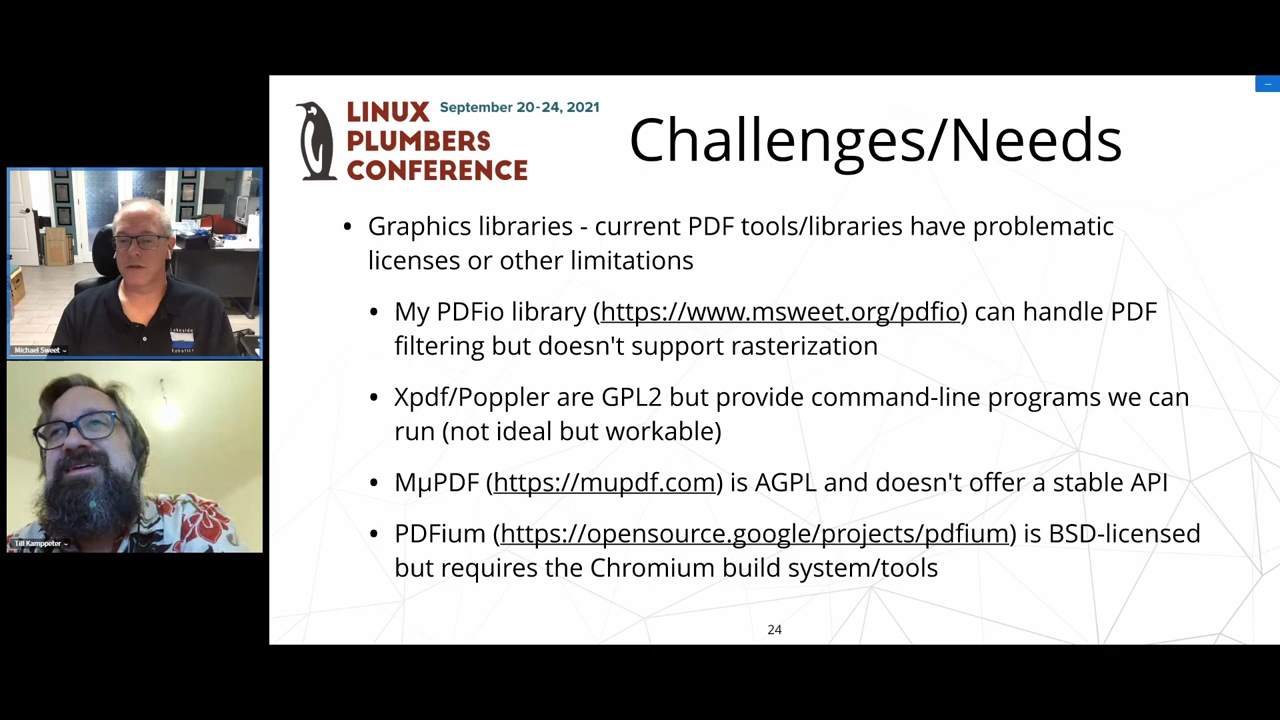 LINUX September 20-24, 2021
PLUMBERS
CONFERENCE
Challenges/Needs
• Graphics libraries - current PDF tools/libraries have problematic
licenses or other limitations
• My PDFio library (https://www.msweet.org/pdfio) can handle PDF
filtering but doesn't support rasterization
• Xpdf/Poppler are GPL2 but provide command-line programs we can
run (not ideal but workable)
• MµPDF (https://mupdf.com) is AGPL and doesn't offer a stable API
• PDFium (https://opensource.google/projects/pdfium) is BSD-licensed
but requires the Chromium build system/tools
24
Lakeside
Robotics
Michael Sweet
Till Kamppeter